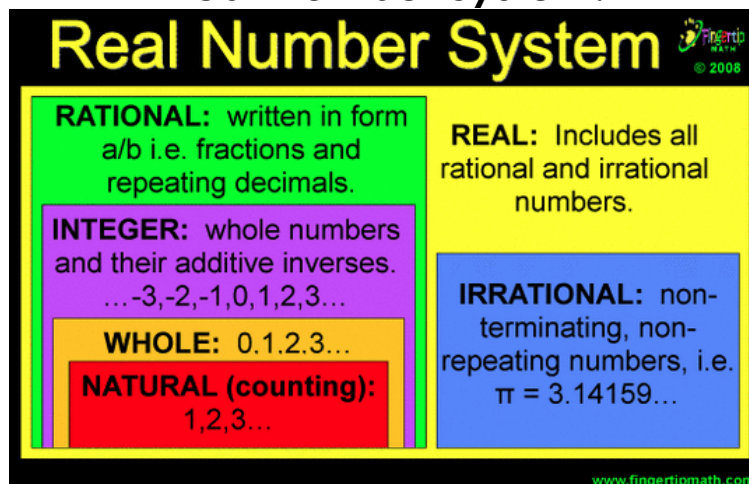 Real Number System
Fingertip
MATH
© 2008
RATIONAL: written in form
a/b i.e. fractions and
repeating decimals.
REAL: Includes all
rational and irrational
numbers.
INTEGER: whole numbers
and their additive inverses.
...-3,-2,-1,0,1,2,3...
IRRATIONAL: non-
terminating, non-
repeating numbers, i.e.
π = 3.14159...
WHOLE: 0,1,2,3...
NATURAL (counting):
1,2,3...
www.fingertipmath.com